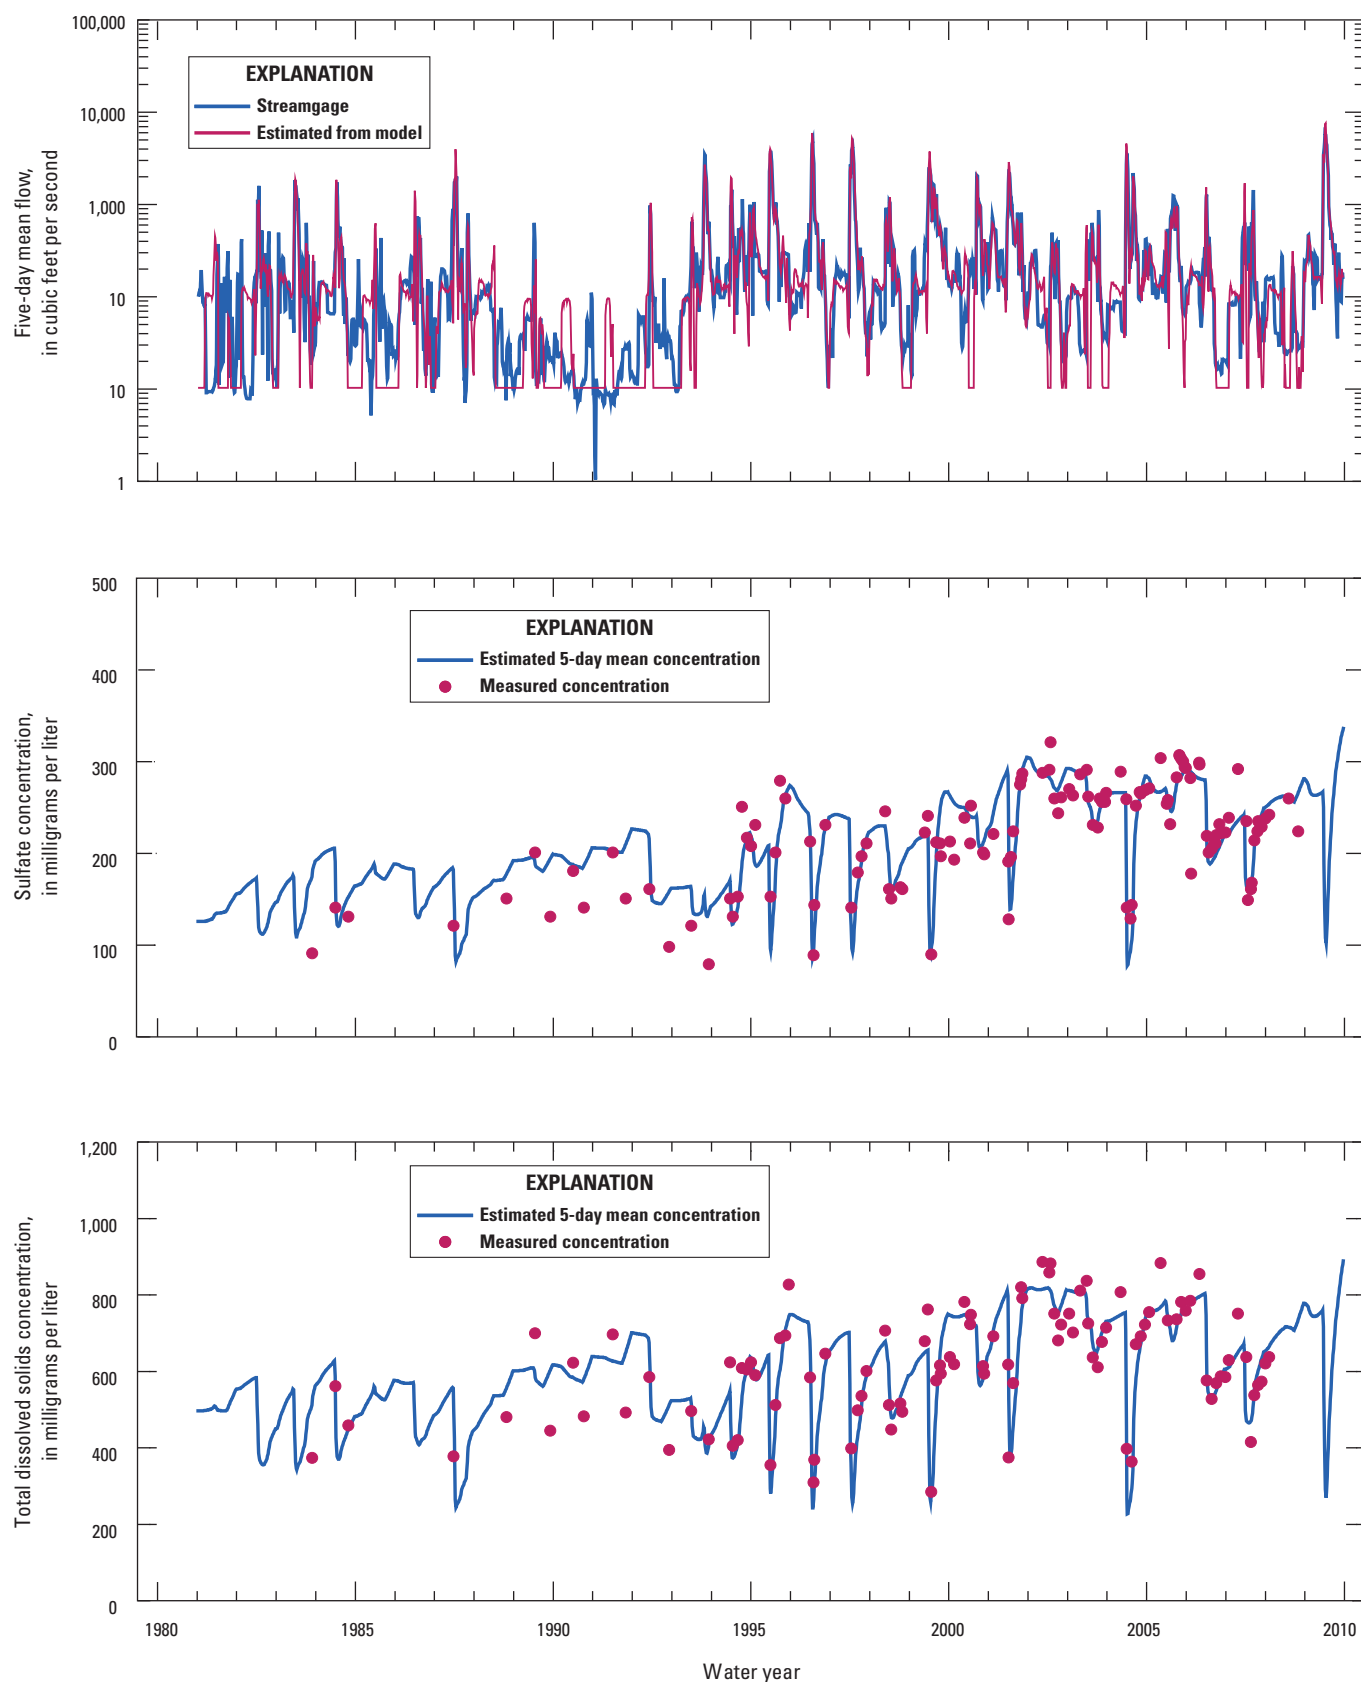 100,000
10,000
1,000
10
10
1
Five-day mean flow,
in cubic feet per second
EXPLANATION
Streamgage
Estimated from model
500
400
300
200
100
0
Sulfate concentration,
in milligrams per liter
EXPLANATION
Estimated 5-day mean concentration
Measured concentration
1,200
1,000
800
600
400
200
0
Total dissolved solids concentration,
in milligrams per liter
EXPLANATION
Estimated 5-day mean concentration
Measured concentration
1980 1985 1990 1995 2000 2005 2010
Water year